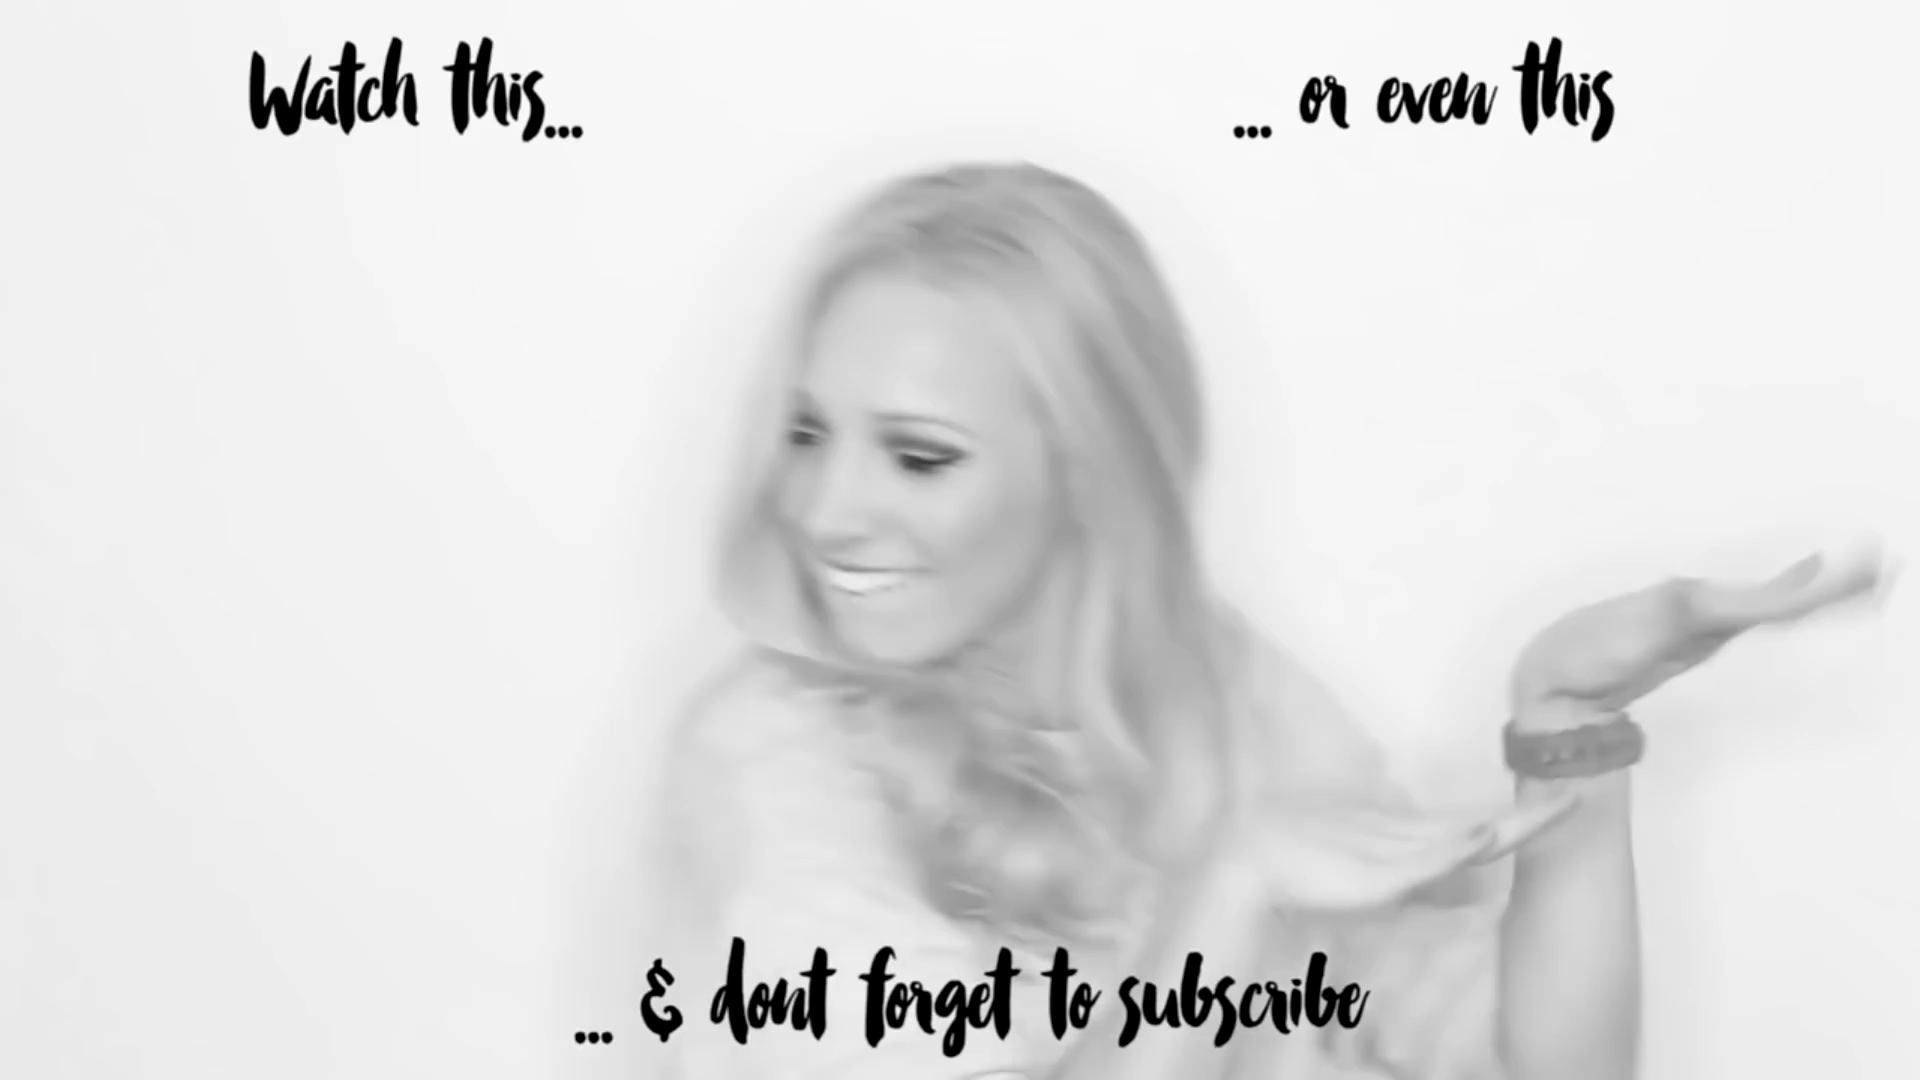 Watch this...
... or even this
... & dont forget to subscribe